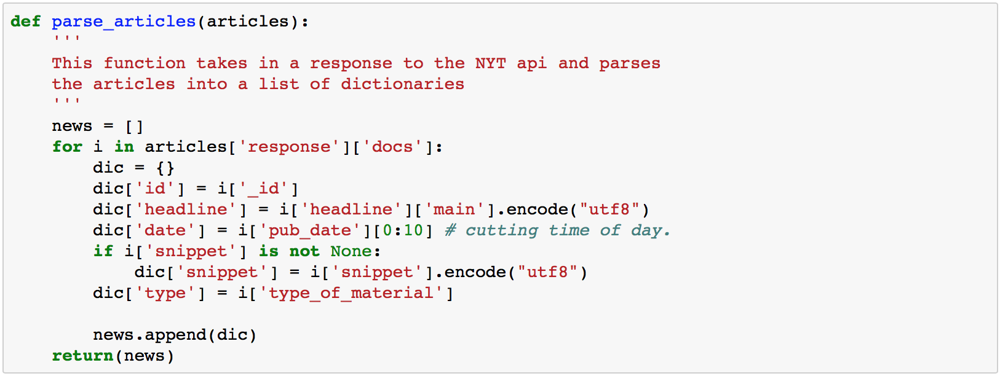 def parse_articles(articles):
    '''
    This function takes in a response to the NYT api and parses
    the articles into a list of dictionaries
    '''
    news = []
    for i in articles['response']['docs']:
        dic = {}
        dic['id'] = i['_id']
        dic['headline'] = i['headline']['main'].encode("utf8")
        dic['date'] = i['pub_date'][0:10] # cutting time of day.
        if i['snippet'] is not None:
            dic['snippet'] = i['snippet'].encode("utf8")
        dic['type'] = i['type_of_material']

        news.append(dic)
    return(news)